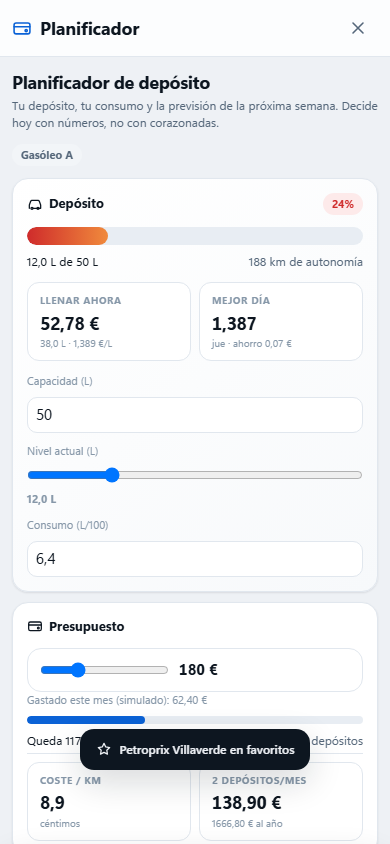 Planificador
Planificador de depósito
Tu depósito, tu consumo y la previsión de la próxima semana. Decide
hoy con números, no con corazonadas.
Gasóleo A
Depósito
24%
12,0 L de 50 L
188 km de autonomía
LLENAR AHORA
52,78 €
38,0 L · 1,389 €/L
MEJOR DÍA
1,387
jue · ahorro 0,07 €
Capacidad (L)
50
Nivel actual (L)
12,0 L
Consumo (L/100)
6,4
Presupuesto
180 €
Gastado este mes (simulado): 62,40 €
Queda 117
depósitos
Petroprix Villaverde en favoritos
COSTE / KM
8,9
céntimos
2 DEPÓSITOS/MES
138,90 €
1666,80 € al año